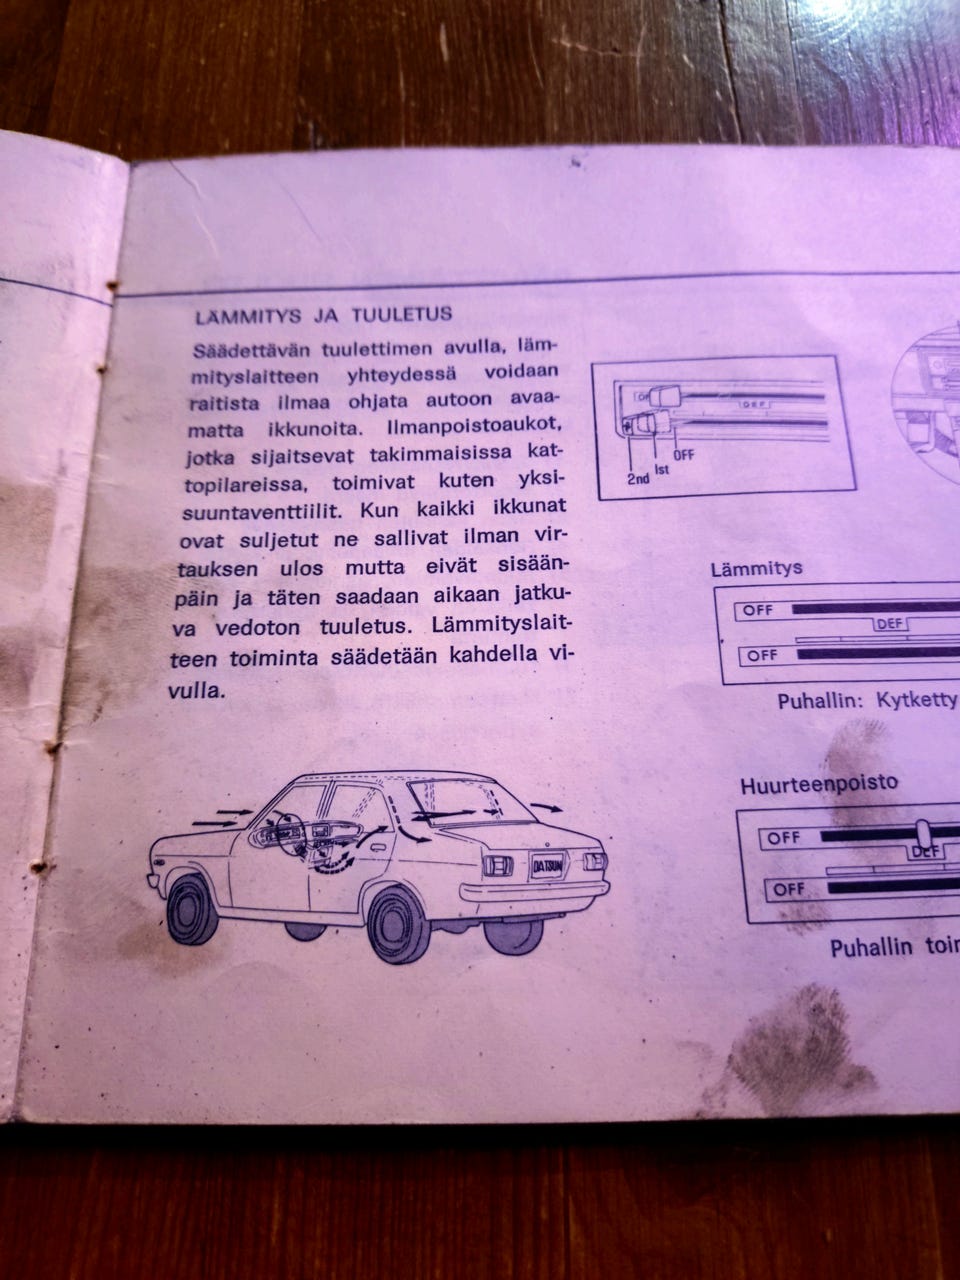 LÄMMITYS JA TUULETUS
Säädettävän tuulettimen avulla, läm-
mityslaitteen yhteydessä voidaan
raitista ilmaa ohjata autoon avaa-
matta ikkunoita. Ilmanpoistoaukot,
jotka sijaitsevat takimmaisissa kat-
topilareissa, toimivat kuten yksi-
suuntaventtiilit. Kun kaikki ikkunat
ovat suljetut ne sallivat ilman vir-
tauksen ulos mutta eivät sisään-
päin ja täten saadaan aikaan jatku-
va vedoton tuuletus. Lämmityslait-
teen toiminta säädetään kahdella vi-
vulla.
DATSUN
DEF
OFF
1st
2nd
Lämmitys
OFF
DEF
OFF
Puhallin: Kytketty
Huurteenpoisto
OFF
DEF
OFF
Puhallin